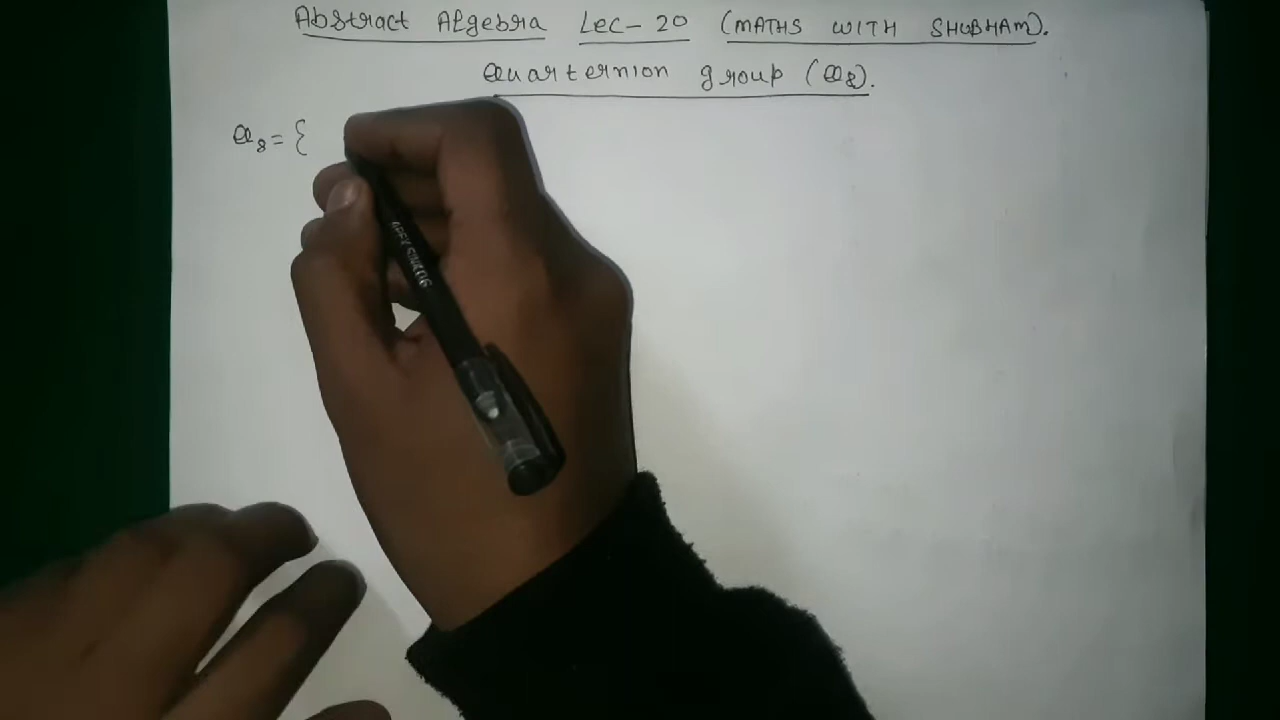 Abstract Algebra Lec-20 (MATHS WITH SHUBHAM).
Quarternion group (Q8).
Q8 = {